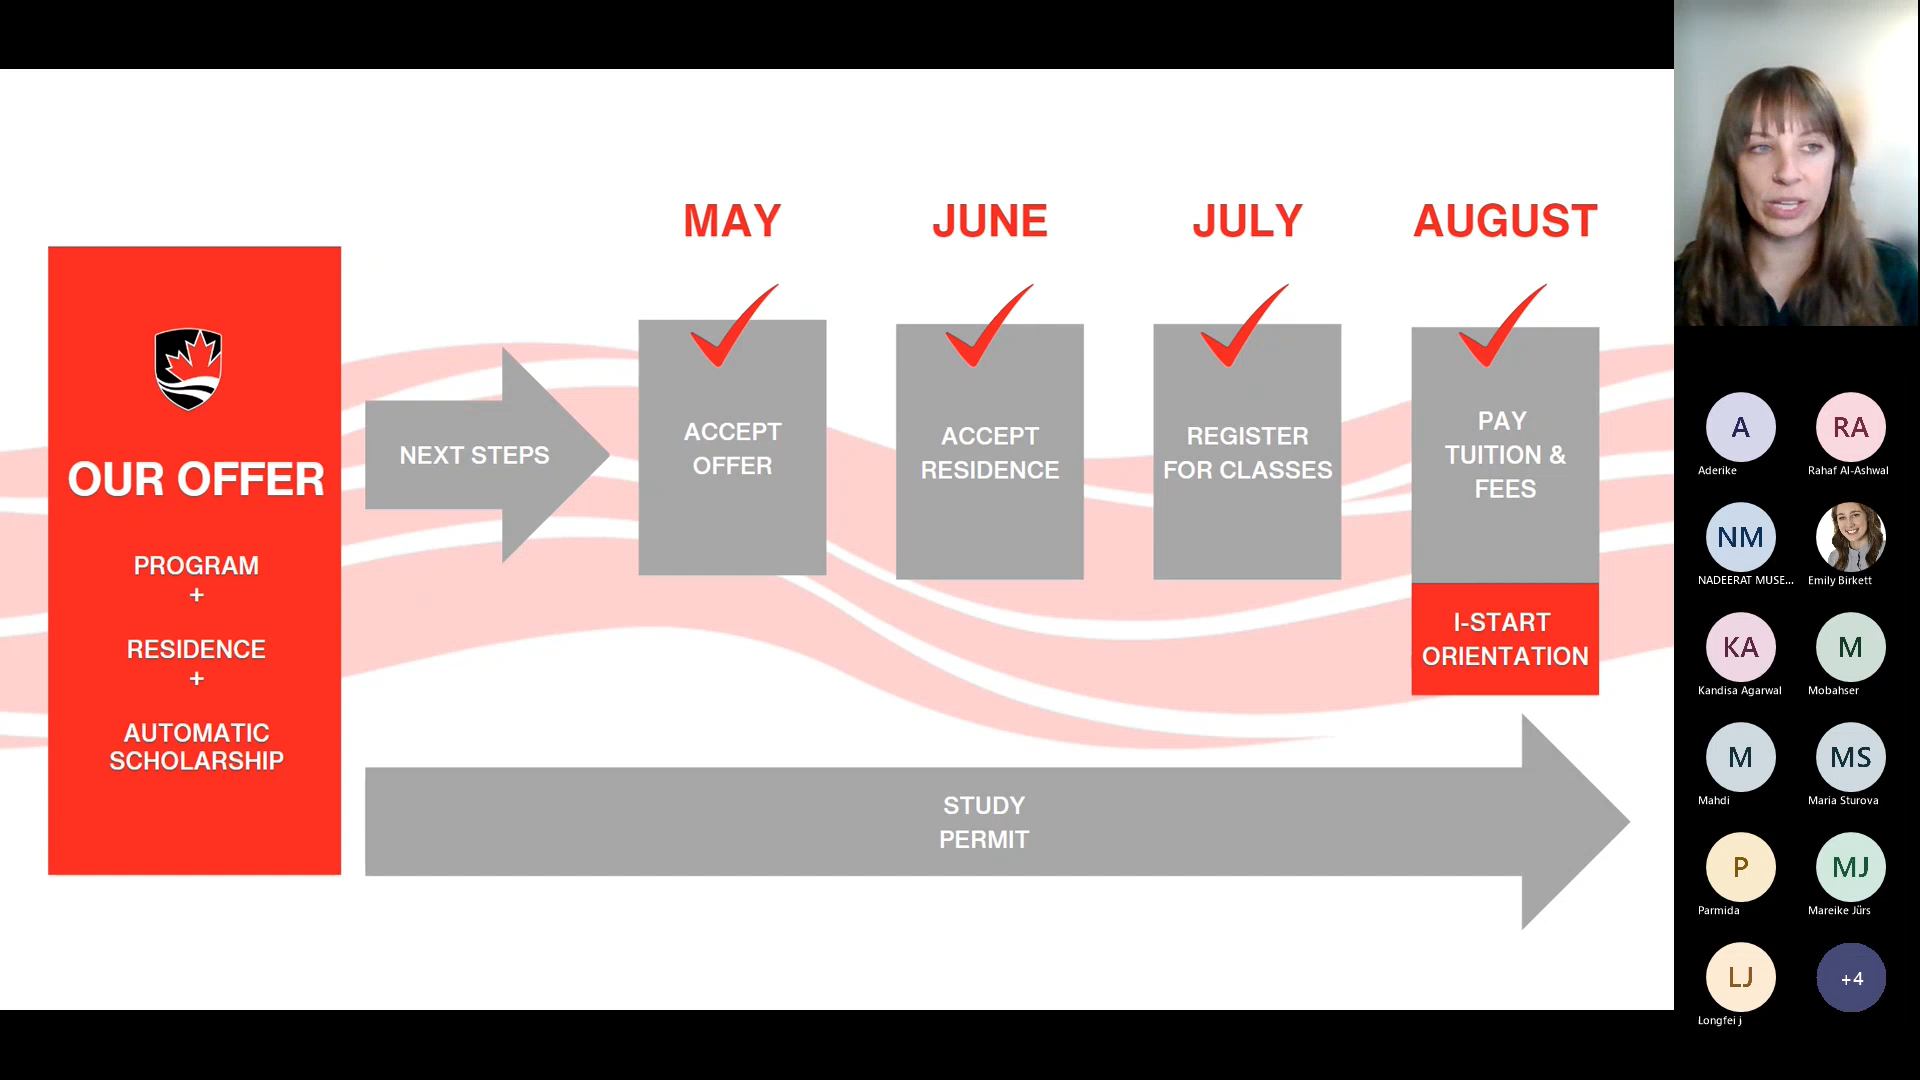 OUR OFFER
PROGRAM
+
RESIDENCE
+
AUTOMATIC
SCHOLARSHIP
NEXT STEPS
MAY
ACCEPT
OFFER
JUNE
ACCEPT
RESIDENCE
JULY
REGISTER
FOR CLASSES
AUGUST
PAY
TUITION &
FEES
I-START
ORIENTATION
STUDY
PERMIT
A
Aderike
RA
Rahaf Al-Ashwal
NM
NADEERAT MUSE...
Emily Birkett
KA
Kandisa Agarwal
M
Mobahser
M
Mahdi
MS
Maria Sturova
P
Parmida
MJ
Mareike Jürs
LJ
Longfei j
+4